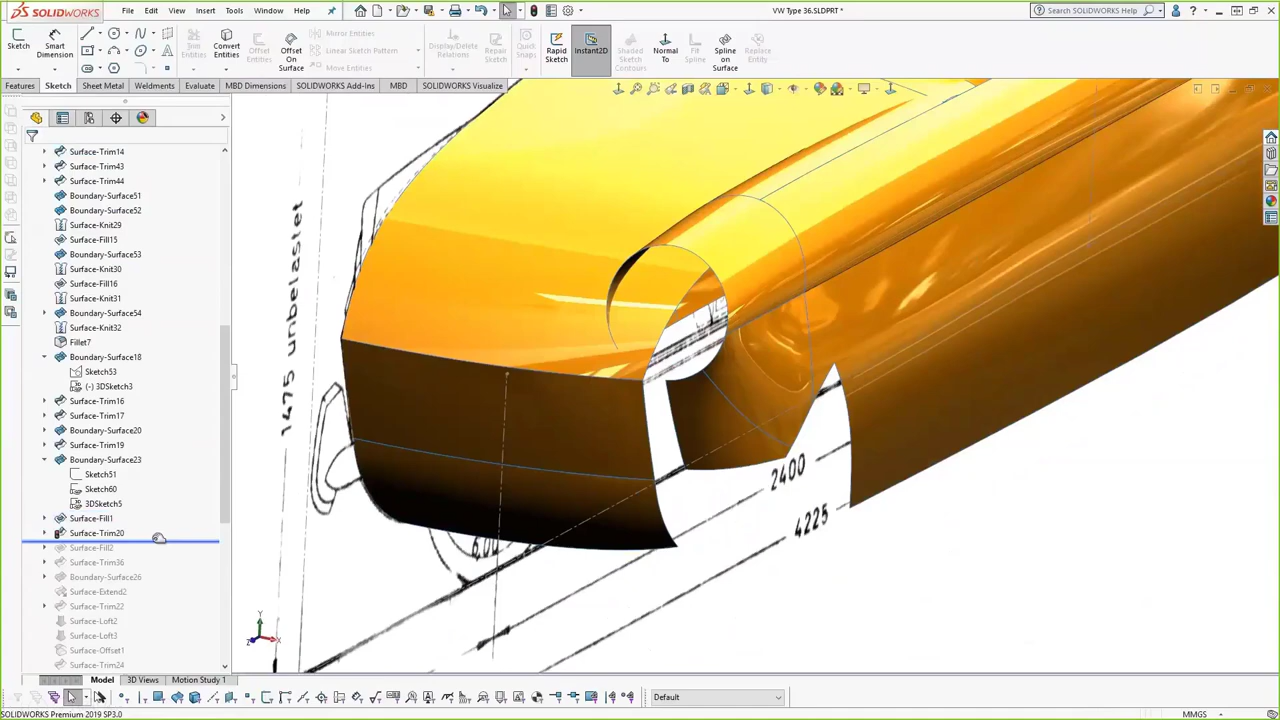 SOLIDWORKS
File Edit View Insert Tools Window
VW Type 36.SLDPRT *
Search SOLIDWORKS Help
Sketch
Smart Dimension
Trim Entities
Convert Entities
Offset Entities
Offset On Surface
Mirror Entities
Linear Sketch Pattern
Move Entities
Display/Delete Relations
Repair Sketch
Quick Snaps
Rapid Sketch
Instant2D
Shaded Sketch Contours
Normal To
Fit Spline
Spline on Surface
Replace Entity
Features Sketch Sheet Metal Weldments Evaluate MBD Dimensions SOLIDWORKS Add-Ins MBD SOLIDWORKS Visualize
Surface-Trim14
Surface-Trim43
Surface-Trim44
Boundary-Surface51
Boundary-Surface52
Surface-Knit29
Surface-Fill15
Boundary-Surface53
Surface-Knit30
Surface-Fill16
Surface-Knit31
Boundary-Surface54
Surface-Knit32
Fillet7
Boundary-Surface18
Sketch53
(-) 3DSketch3
Surface-Trim16
Surface-Trim17
Boundary-Surface20
Surface-Trim19
Boundary-Surface23
Sketch51
Sketch60
3DSketch5
Surface-Fill1
Surface-Trim20
Surface-Fill2
Surface-Trim36
Boundary-Surface26
Surface-Extend2
Surface-Trim22
Surface-Loft2
Surface-Loft3
Surface-Offset1
Surface-Trim24
1475 unbelastet
2400
4225
6,00
Y
X
Z
Model 3D Views Motion Study 1
Default
SOLIDWORKS Premium 2019 SP3.0
MMGS